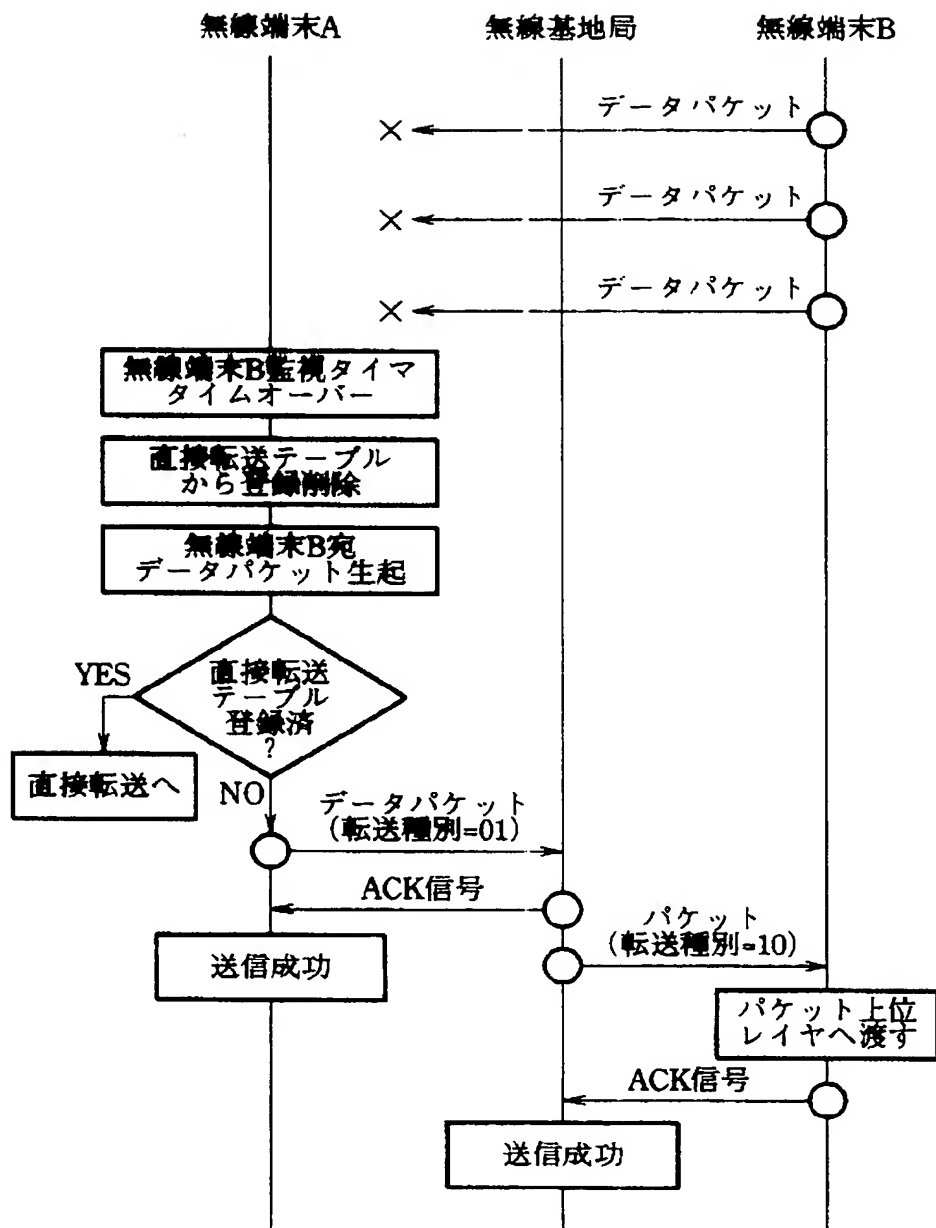 無線端末A 無線基地局 無線端末B
データパケット
×
データパケット
×
データパケット
×
無線端末B監視タイマ
タイムオーバー
直接転送テーブル
から登録削除
無線端末B宛
データパケット生起
YES
直接転送
テーブル
登録済
?
直接転送へ
NO
データパケット
(転送種別=01)
ACK信号
パケット
(転送種別=10)
送信成功
パケット上位
レイヤへ渡す
ACK信号
送信成功